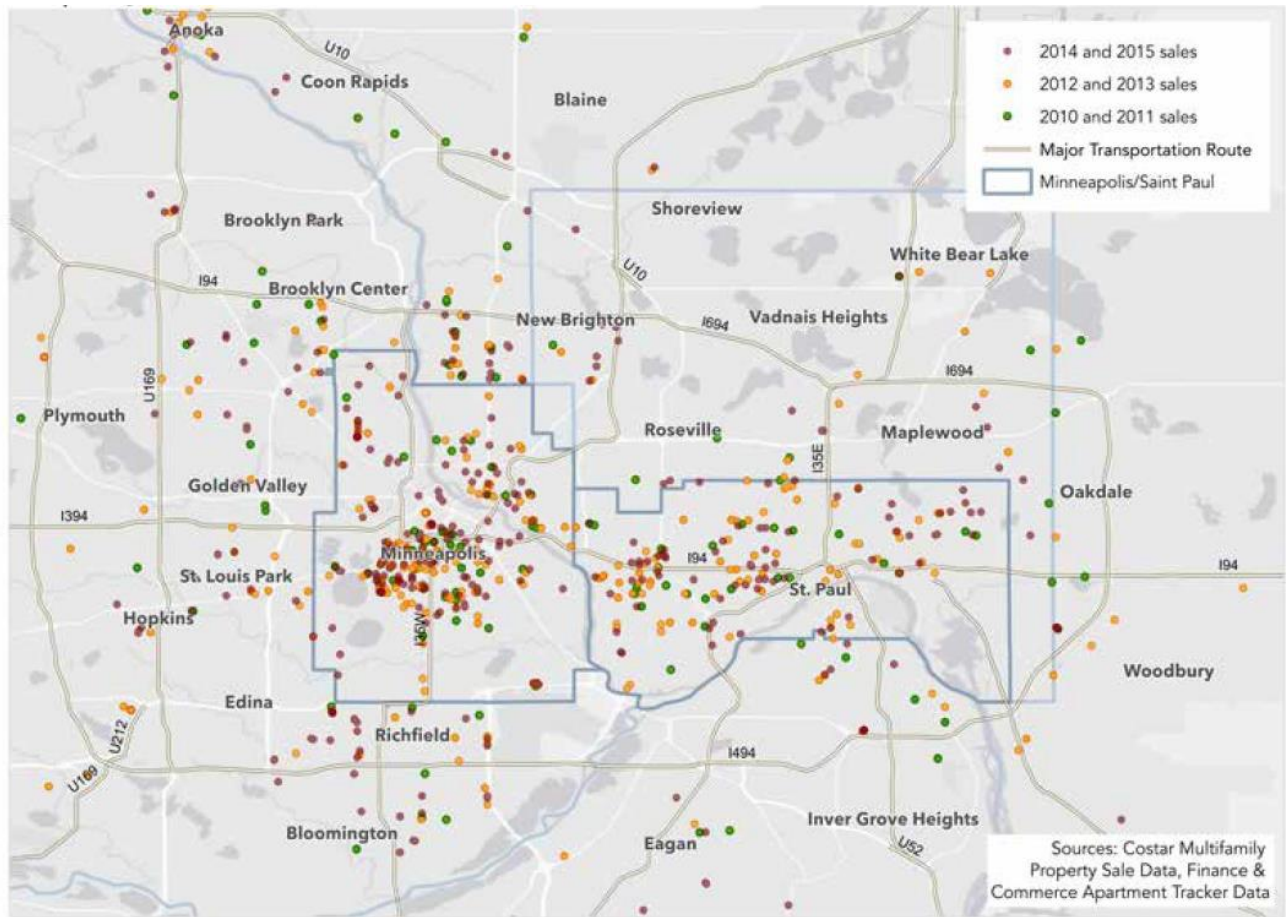 Anoka
U10
Coon Rapids
Blaine
2014 and 2015 sales
2012 and 2013 sales
2010 and 2011 sales
Major Transportation Route
Minneapolis/Saint Paul
Brooklyn Park
Shoreview
White Bear Lake
U10
I94
Brooklyn Center
New Brighton
I694
Vadnais Heights
U169
I694
Plymouth
Roseville
Maplewood
I35E
Golden Valley
Oakdale
I394
Minneapolis
I94
St. Louis Park
St. Paul
I94
Hopkins
I35W
Woodbury
Edina
U212
Richfield
I494
U169
Bloomington
Eagan
Inver Grove Heights
U52
Sources: Costar Multifamily
Property Sale Data, Finance &
Commerce Apartment Tracker Data